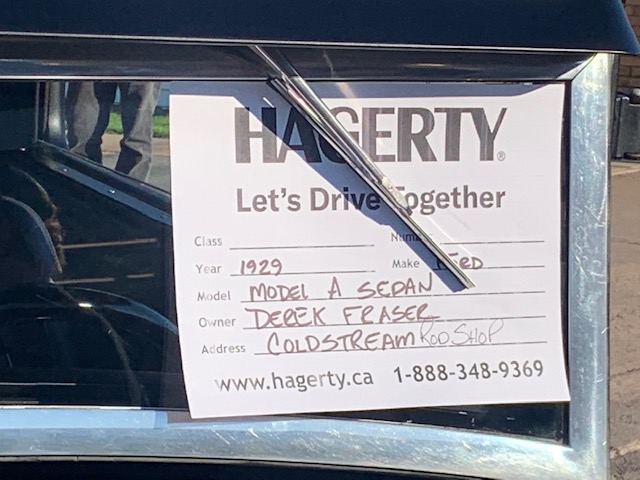 HAGERTY®
Let's Drive Together
Class Number
Year 1929 Make FORD
Model MODEL A SEDAN
Owner DEREK FRASER
Address COLDSTREAM ROD SHOP
www.hagerty.ca 1-888-348-9369